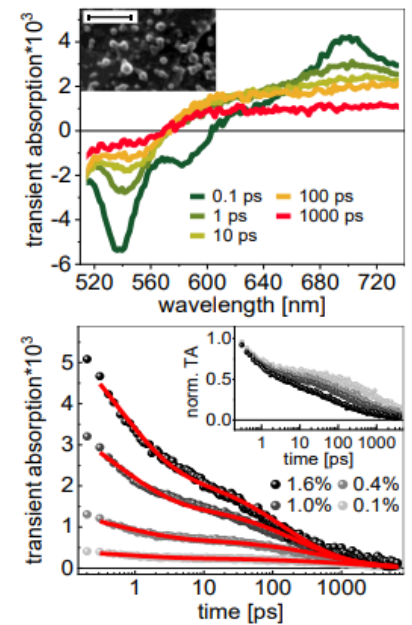 transient absorption*10³
4
2
0
-2
-4
-6
0.1 ps
1 ps
10 ps
100 ps
1000 ps
520 560 600 640 680 720
wavelength [nm]
transient absorption*10³
5
4
3
2
1
0
norm. TA
1.0
0.5
0.0
1 10 100 1000
time [ps]
1.6% 0.4%
1.0% 0.1%
1 10 100 1000
time [ps]